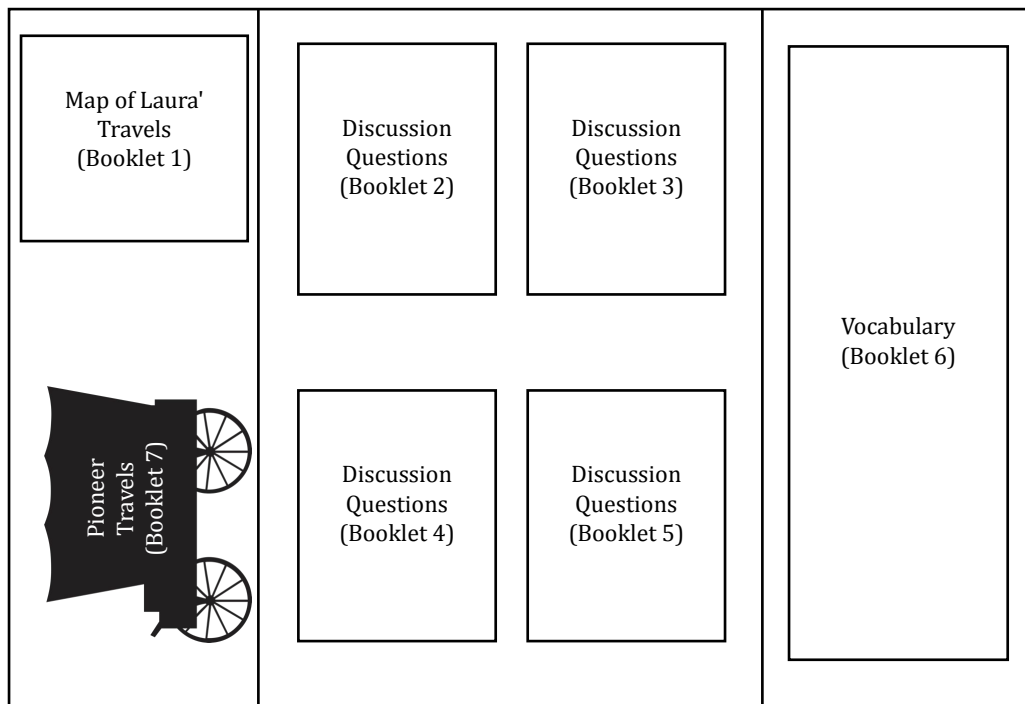 Map of Laura'
Travels
(Booklet 1)
Pioneer
Travels
(Booklet 7)
Discussion
Questions
(Booklet 2)
Discussion
Questions
(Booklet 3)
Discussion
Questions
(Booklet 4)
Discussion
Questions
(Booklet 5)
Vocabulary
(Booklet 6)